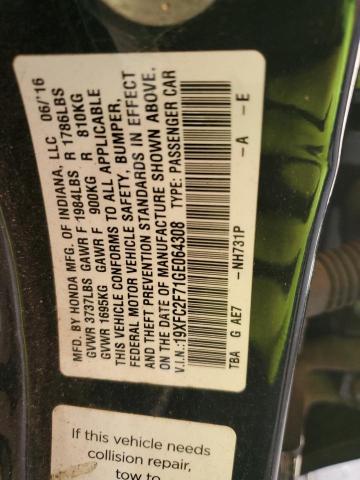 MFD. BY HONDA MFG. OF INDIANA, LLC 06/'16
GVWR 3737LBS GAWR F 1984LBS R 1786LBS
GVWR 1695KG GAWR F 900KG R 810KG
THIS VEHICLE CONFORMS TO ALL APPLICABLE
FEDERAL MOTOR VEHICLE SAFETY, BUMPER,
AND THEFT PREVENTION STANDARDS IN EFFECT
ON THE DATE OF MANUFACTURE SHOWN ABOVE.
V.I.N.:19XFC2F71GE064308 TYPE: PASSENGER CAR
TBA G AE7 -NH731P -A -E
If this vehicle needs
collision repair,
tow to